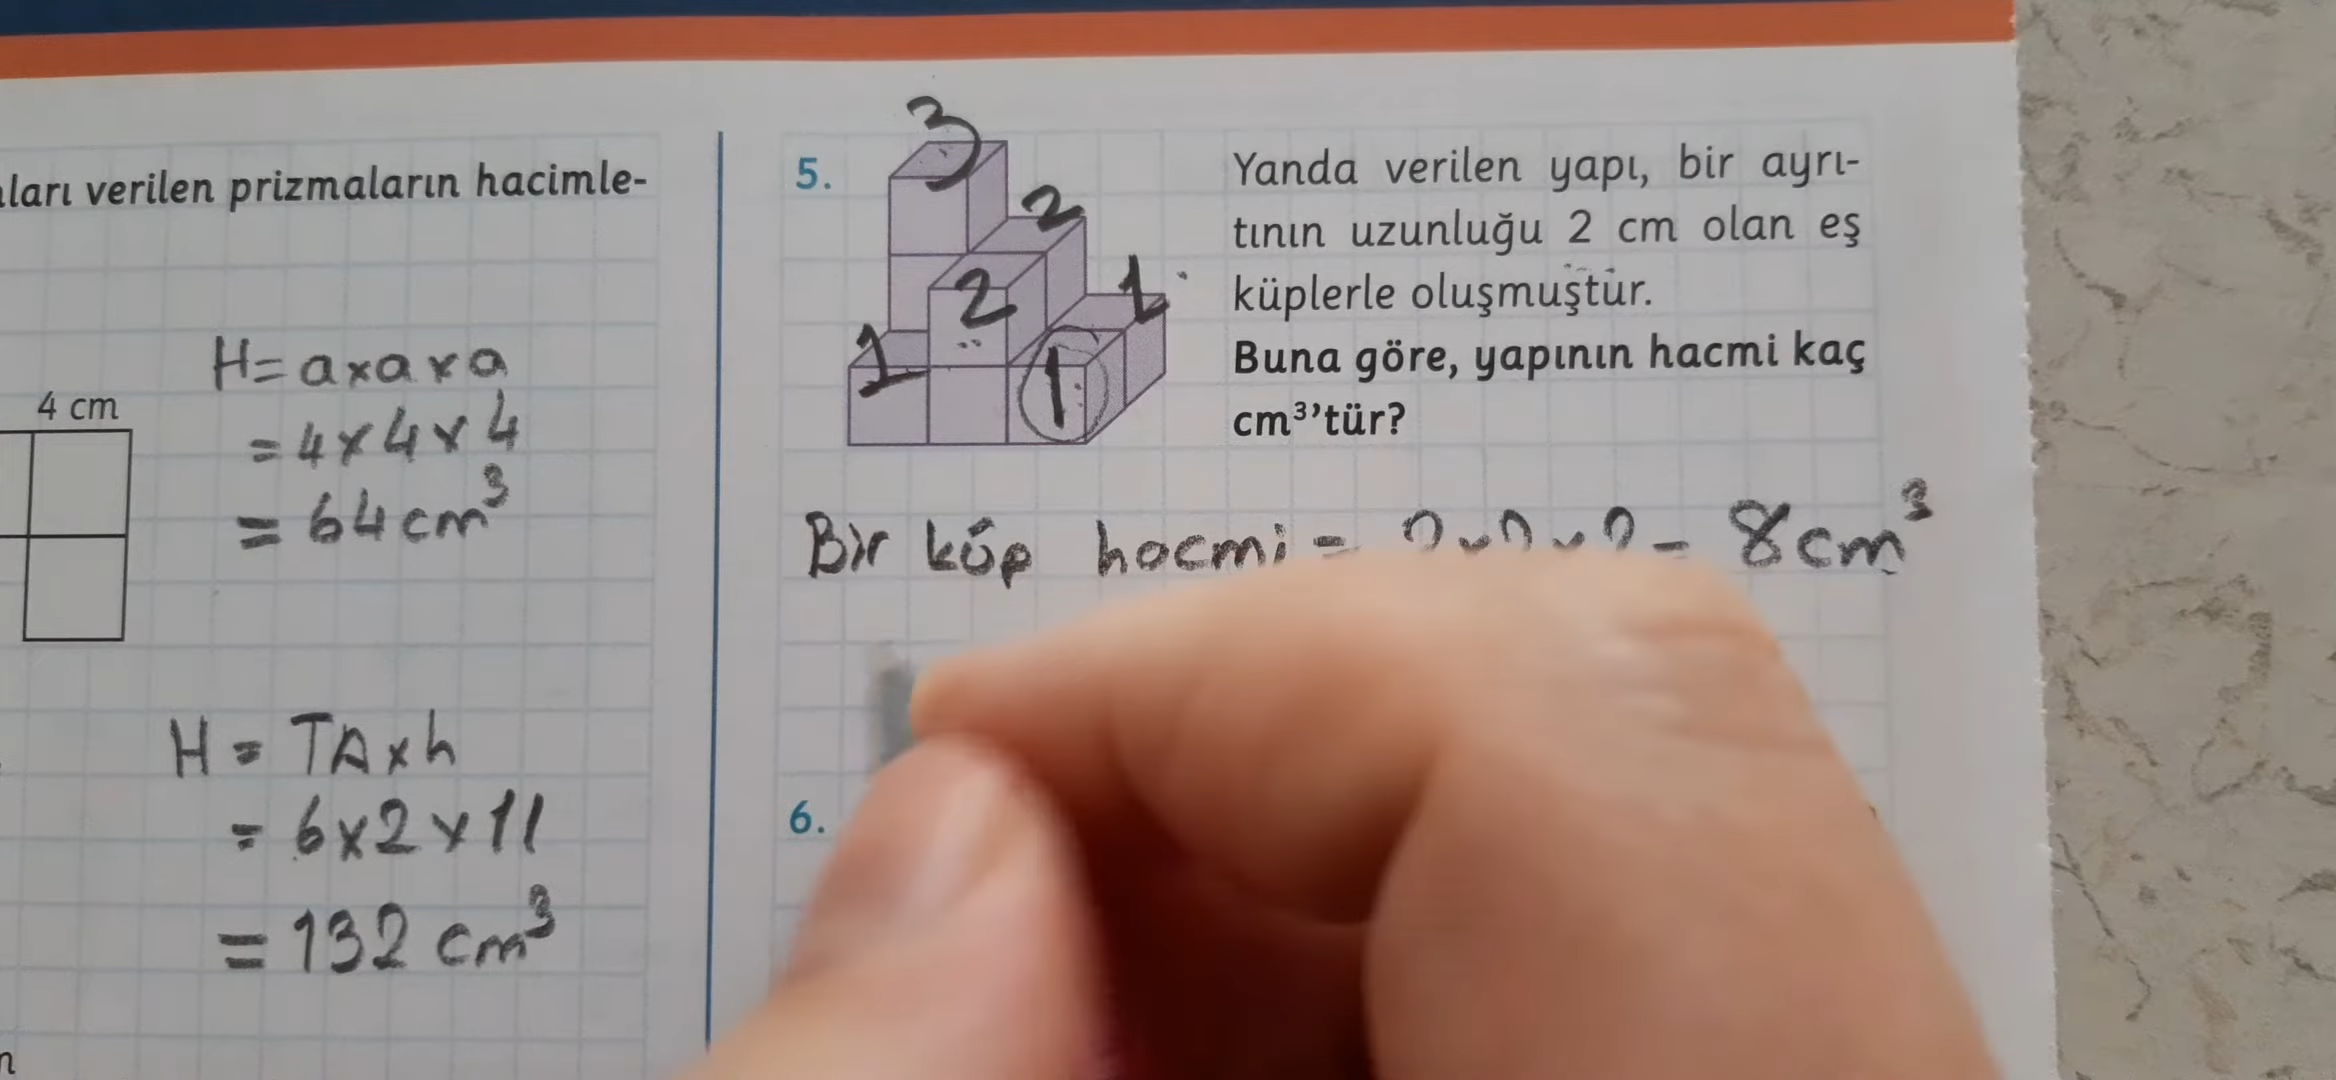 verilen prizmaların hacimle-
4 cm
H=axaxa
=4x4x4
=64cm³
H=TAxh
=6x2x11
=132 cm³
5.
3
2
2
1
1
1
Yanda verilen yapı, bir ayrı-
tının uzunluğu 2 cm olan eş
küplerle oluşmuştur.
Buna göre, yapının hacmi kaç
cm³'tür?
Bir küp hacmi = 8cm³
6.